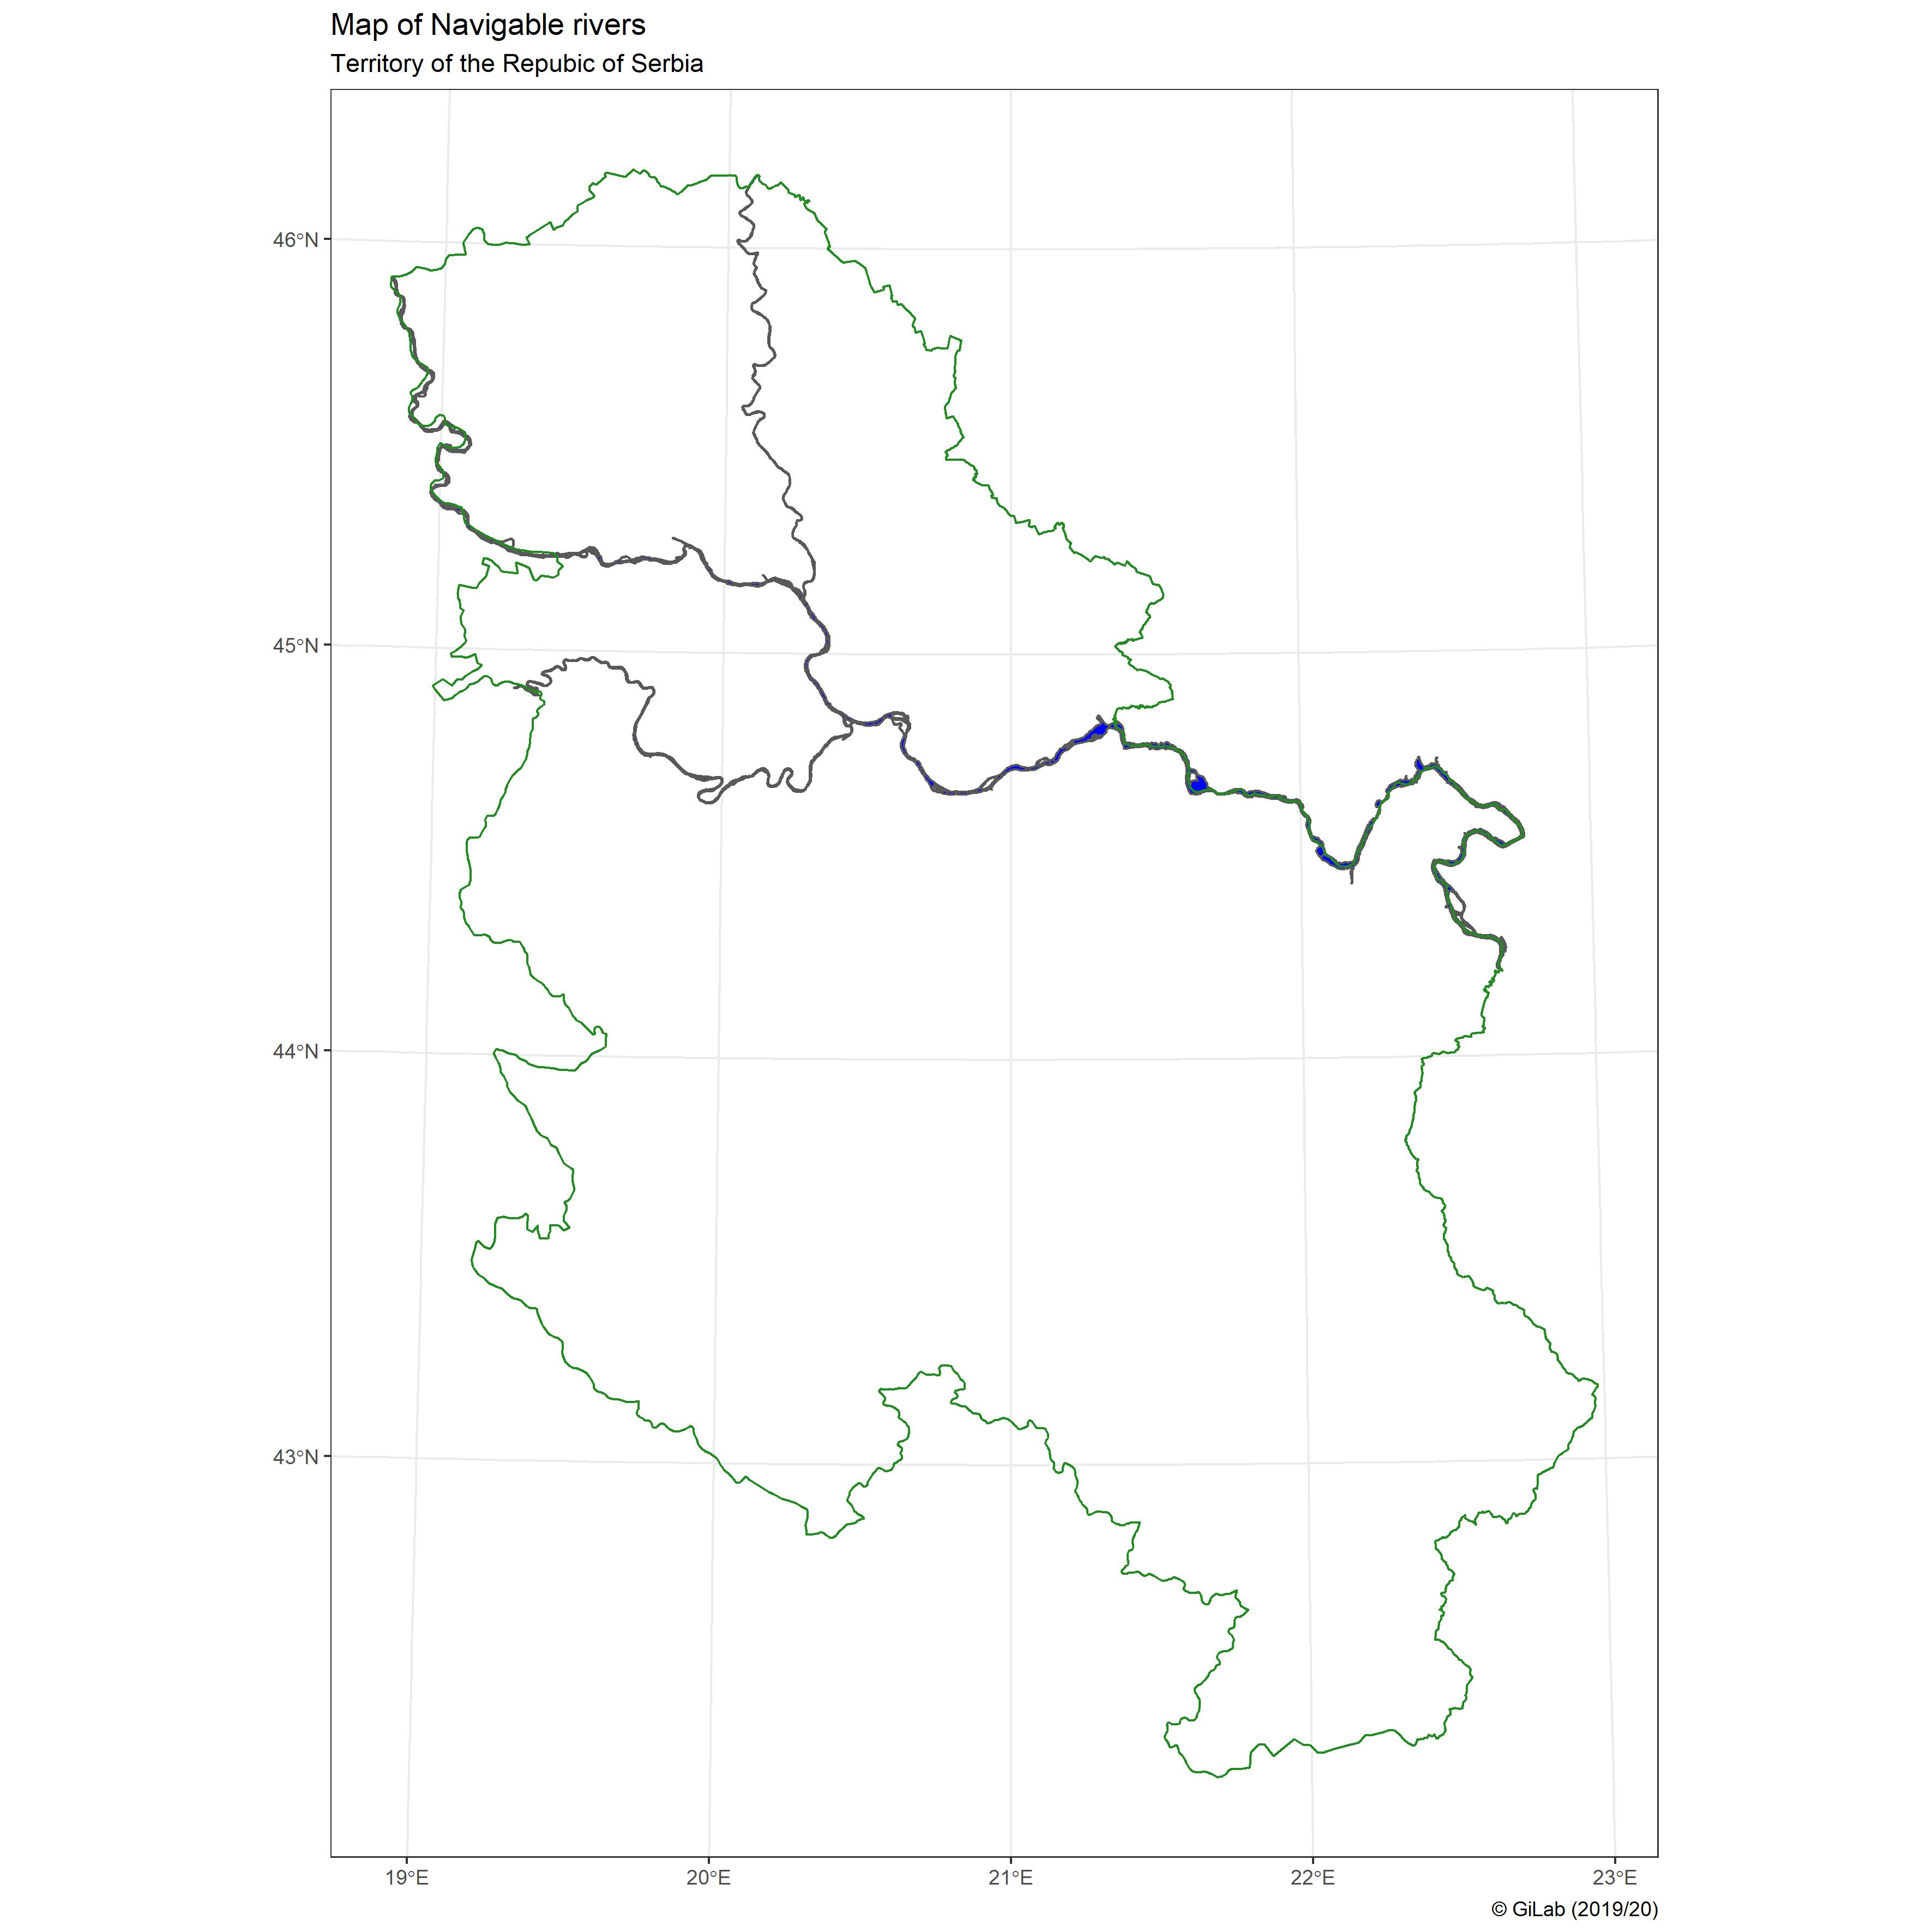 Map of Navigable rivers
Territory of the Repubic of Serbia
46°N
45°N
44°N
43°N
19°E
20°E
21°E
22°E
23°E
© GiLab (2019/20)